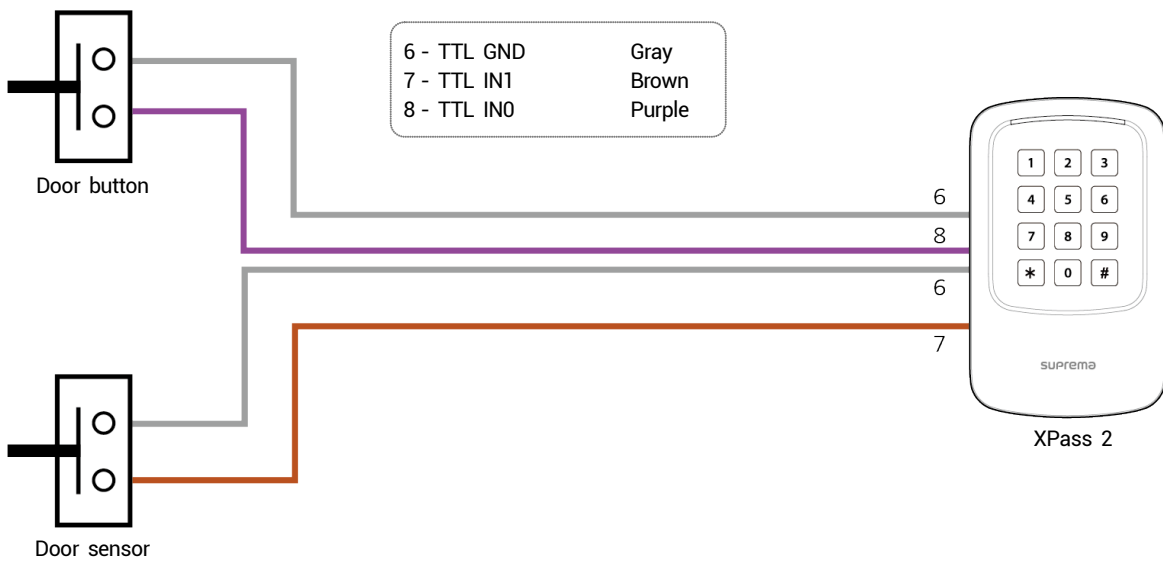 6 - TTL GND Gray
7 - TTL IN1 Brown
8 - TTL IN0 Purple
Door button
6
8
6
7
1 2 3
4 5 6
7 8 9
* 0 #
suprema
XPass 2
Door sensor